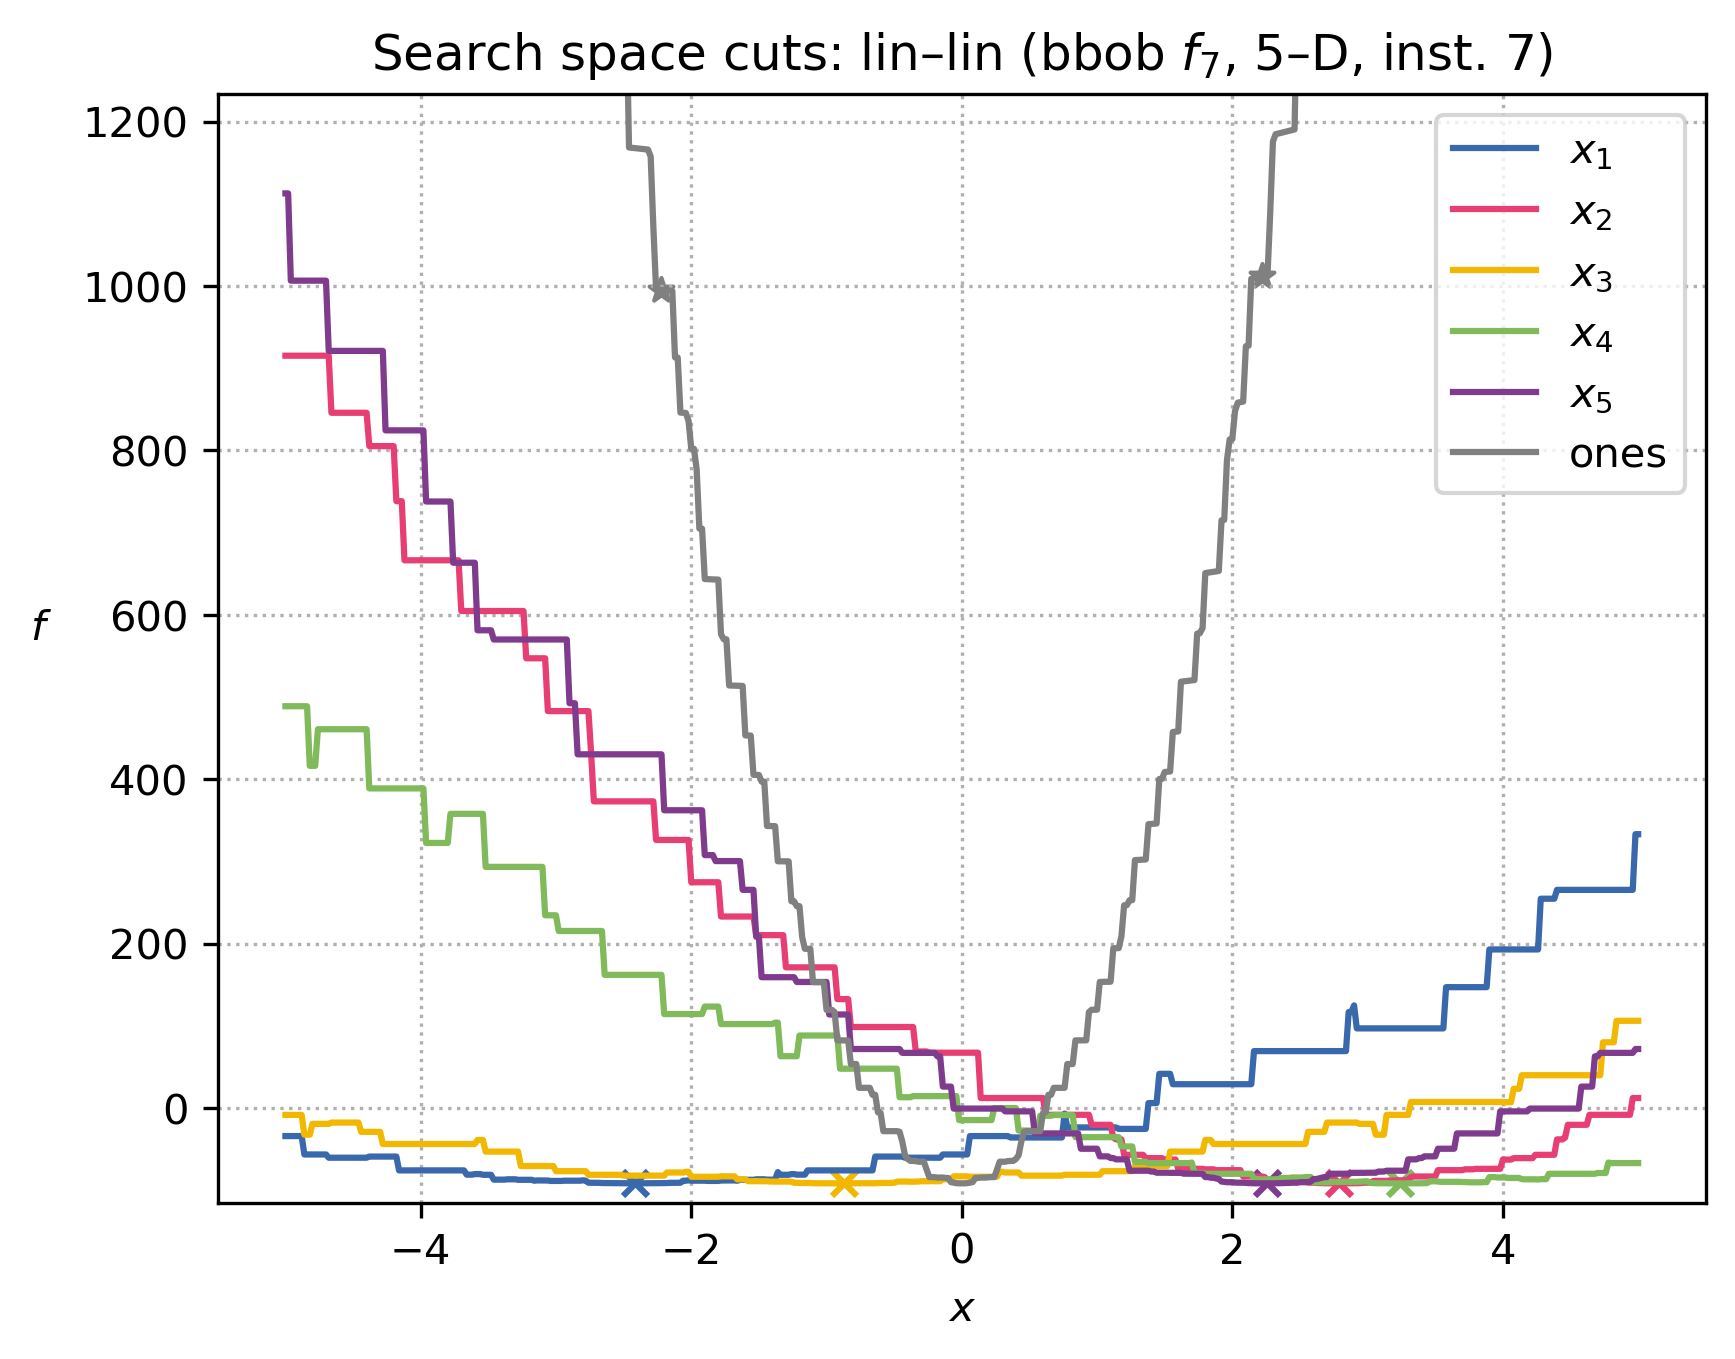 Search space cuts: lin–lin (bbob f₇, 5–D, inst. 7)
1200
1000
800
600
400
200
0
f
−4
−2
0
2
4
x
x₁
x₂
x₃
x₄
x₅
ones